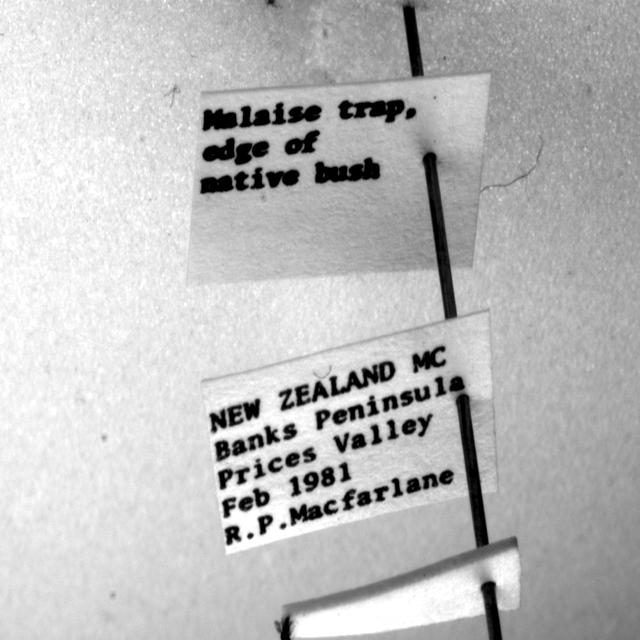 Malaise trap,
edge of
native bush
NEW ZEALAND MC
Banks Peninsula
Prices Valley
Feb 1981
R.P.Macfarlane